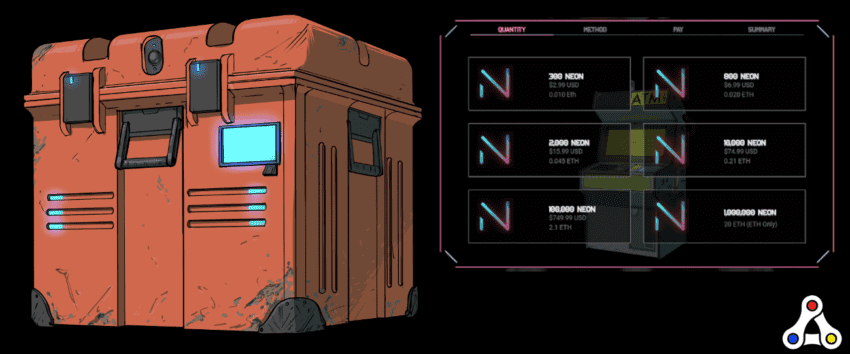 QUANTITY METHOD PAY SUMMARY
300 NEON
$2.99 USD
0.010 Eth
800 NEON
$6.99 USD
0.020 ETH
2,000 NEON
$15.99 USD
0.045 ETH
10,000 NEON
$74.99 USD
0.21 ETH
100,000 NEON
$749.99 USD
2.1 ETH
1,000,000 NEON
20 ETH (ETH Only)